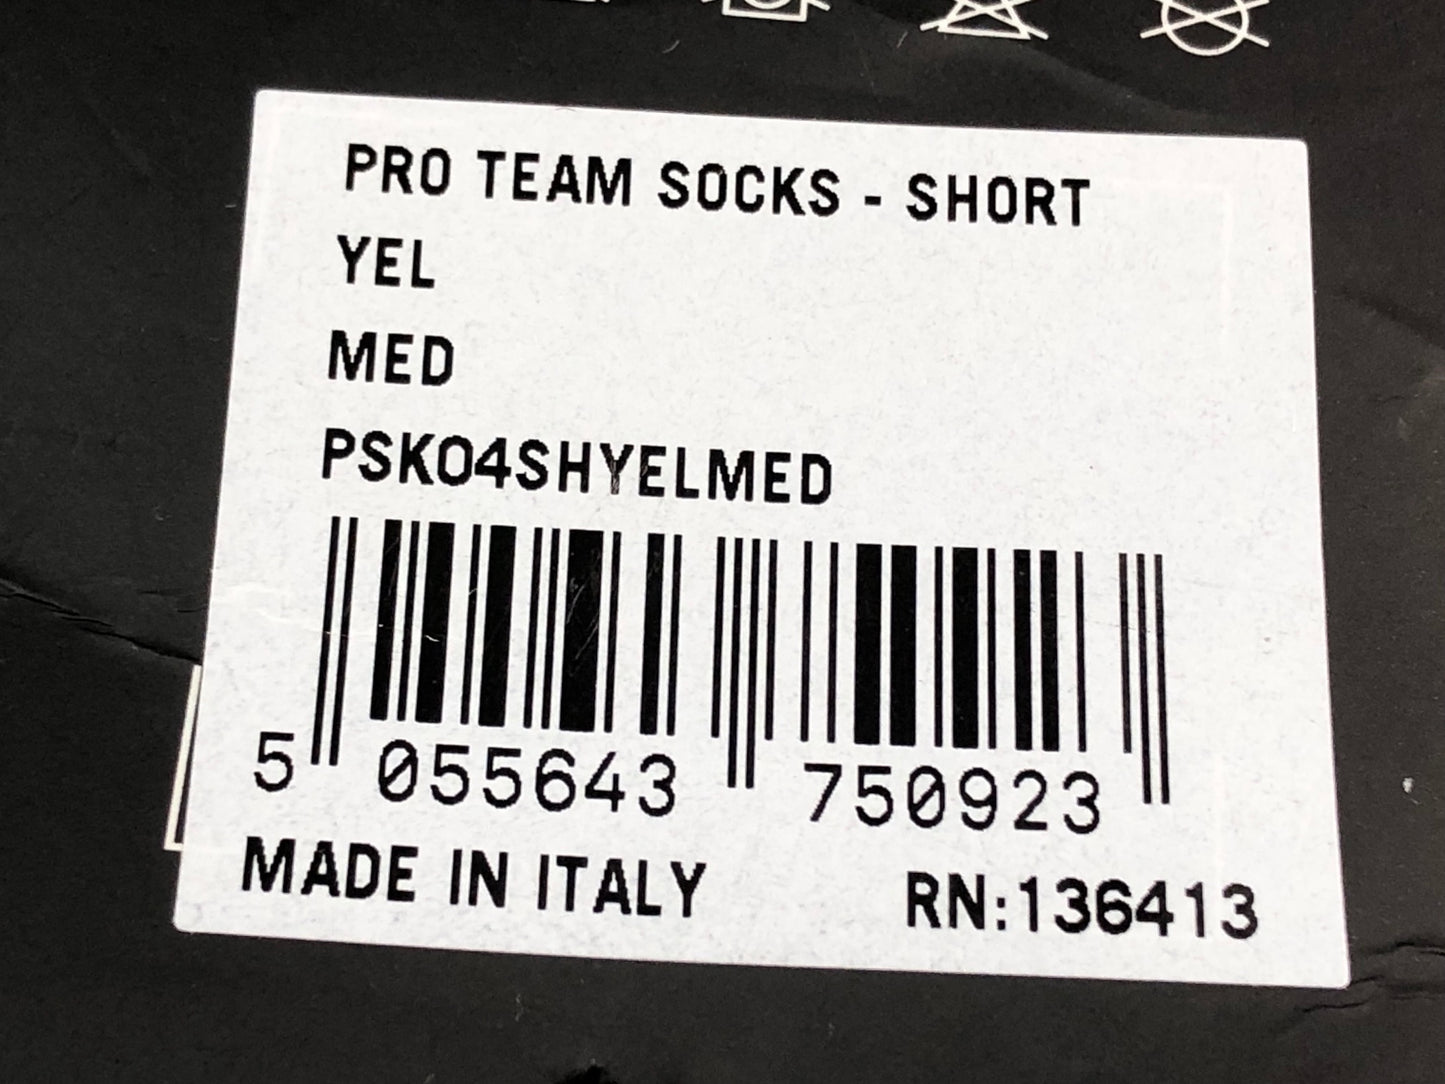 PRO TEAM SOCKS - SHORT
YEL
MED
PSK04SHYELMED
5 055643 750923
MADE IN ITALY RN:136413